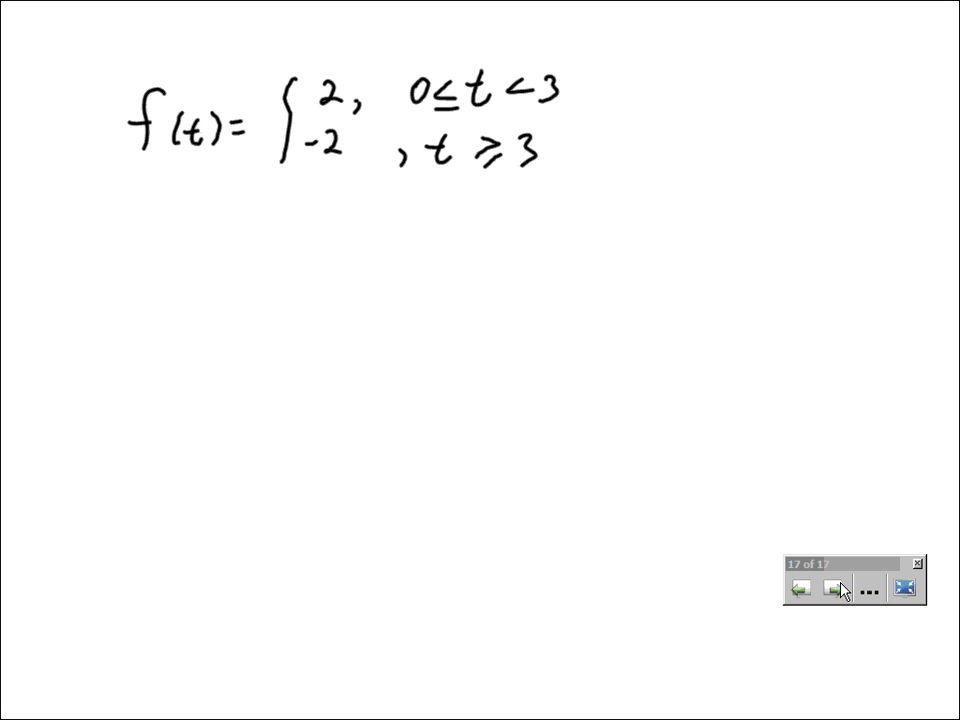 f(t) = { 2, 0 ≤ t < 3
-2 , t ≥ 3
17 of 17
...